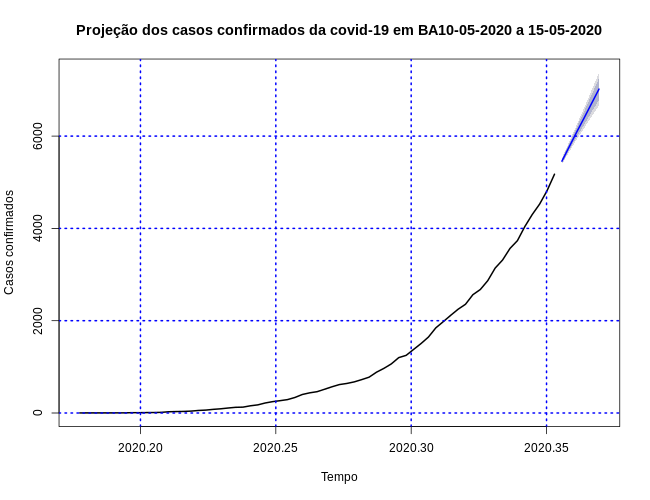 Projeção dos casos confirmados da covid-19 em BA10-05-2020 a 15-05-2020
Casos confirmados
6000
4000
2000
0
2020.20 2020.25 2020.30 2020.35
Tempo